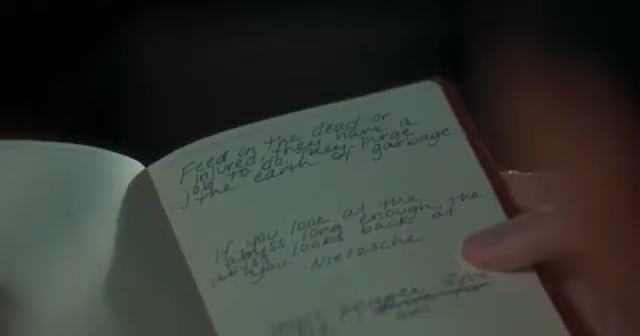 Feed on the dead or
injured, they have a
job to do, they purge
the earth of garbage
If you look at the
abyss long enough, the
abyss looks back at
you. Nietzsche